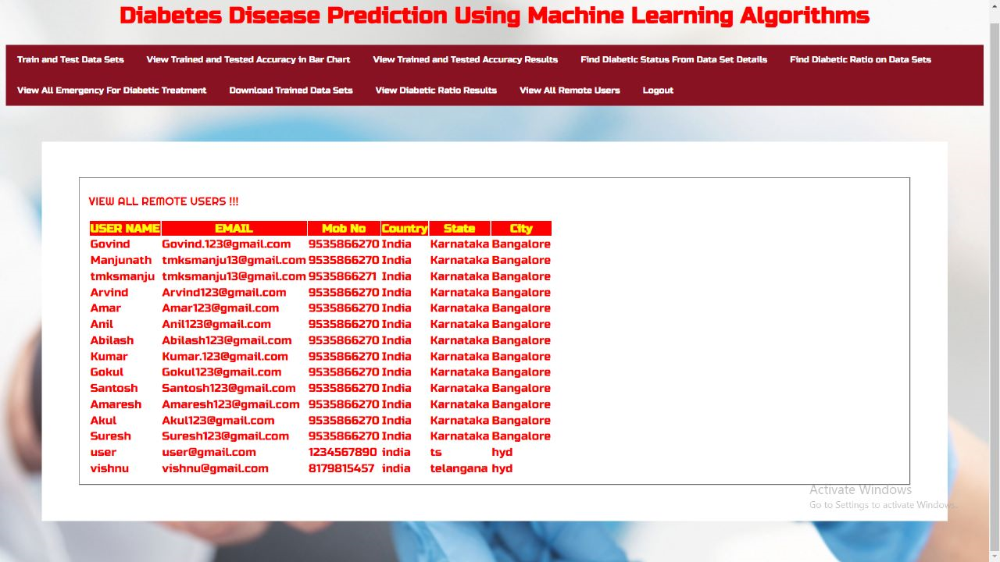 Diabetes Disease Prediction Using Machine Learning Algorithms
Train and Test Data Sets View Trained and Tested Accuracy in Bar Chart View Trained and Tested Accuracy Results Find Diabetic Status From Data Set Details Find Diabetic Ratio on Data Sets
View All Emergency For Diabetic Treatment Download Trained Data Sets View Diabetic Ratio Results View All Remote Users Logout
VIEW ALL REMOTE USERS !!!
USER NAME EMAIL Mob No Country State City
Govind Govind.123@gmail.com 9535866270 India Karnataka Bangalore
Manjunath tmksmanju13@gmail.com 9535866270 India Karnataka Bangalore
tmksmanju tmksmanju13@gmail.com 9535866271 India Karnataka Bangalore
Arvind Arvind123@gmail.com 9535866270 India Karnataka Bangalore
Amar Amar123@gmail.com 9535866270 India Karnataka Bangalore
Anil Anil123@gmail.com 9535866270 India Karnataka Bangalore
Abilash Abilash123@gmail.com 9535866270 India Karnataka Bangalore
Kumar Kumar.123@gmail.com 9535866270 India Karnataka Bangalore
Gokul Gokul123@gmail.com 9535866270 India Karnataka Bangalore
Santosh Santosh123@gmail.com 9535866270 India Karnataka Bangalore
Amaresh Amaresh123@gmail.com 9535866270 India Karnataka Bangalore
Akul Akul123@gmail.com 9535866270 India Karnataka Bangalore
Suresh Suresh123@gmail.com 9535866270 India Karnataka Bangalore
user user@gmail.com 1234567890 india ts hyd
vishnu vishnu@gmail.com 8179815457 india telangana hyd
Activate Windows
Go to Settings to activate Windows.